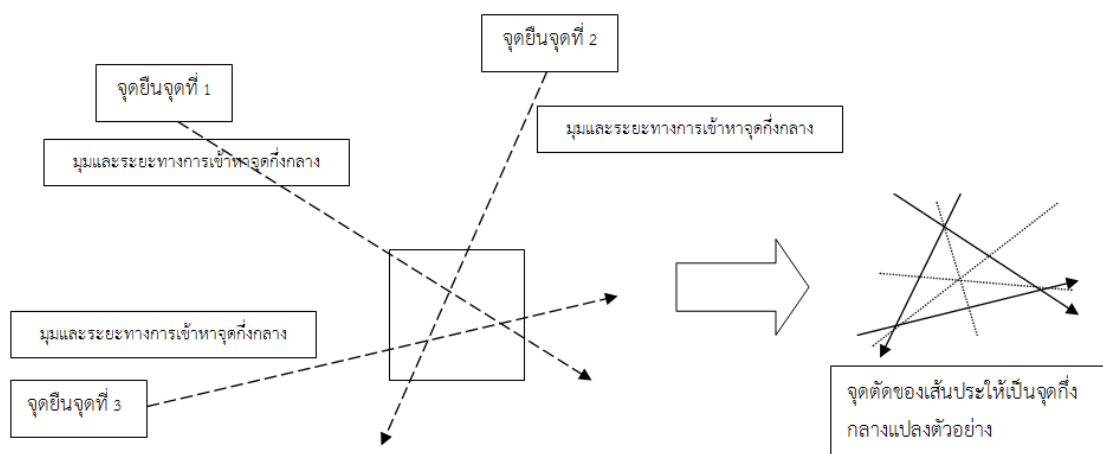 จุดยืนจุดที่ 2
จุดยืนจุดที่ 1
มุมและระยะทางการเข้าหาจุดกึ่งกลาง
มุมและระยะทางการเข้าหาจุดกึ่งกลาง
มุมและระยะทางการเข้าหาจุดกึ่งกลาง
จุดยืนจุดที่ 3
จุดตัดของเส้นประให้เป็นจุดกึ่ง
กลางแปลงตัวอย่าง